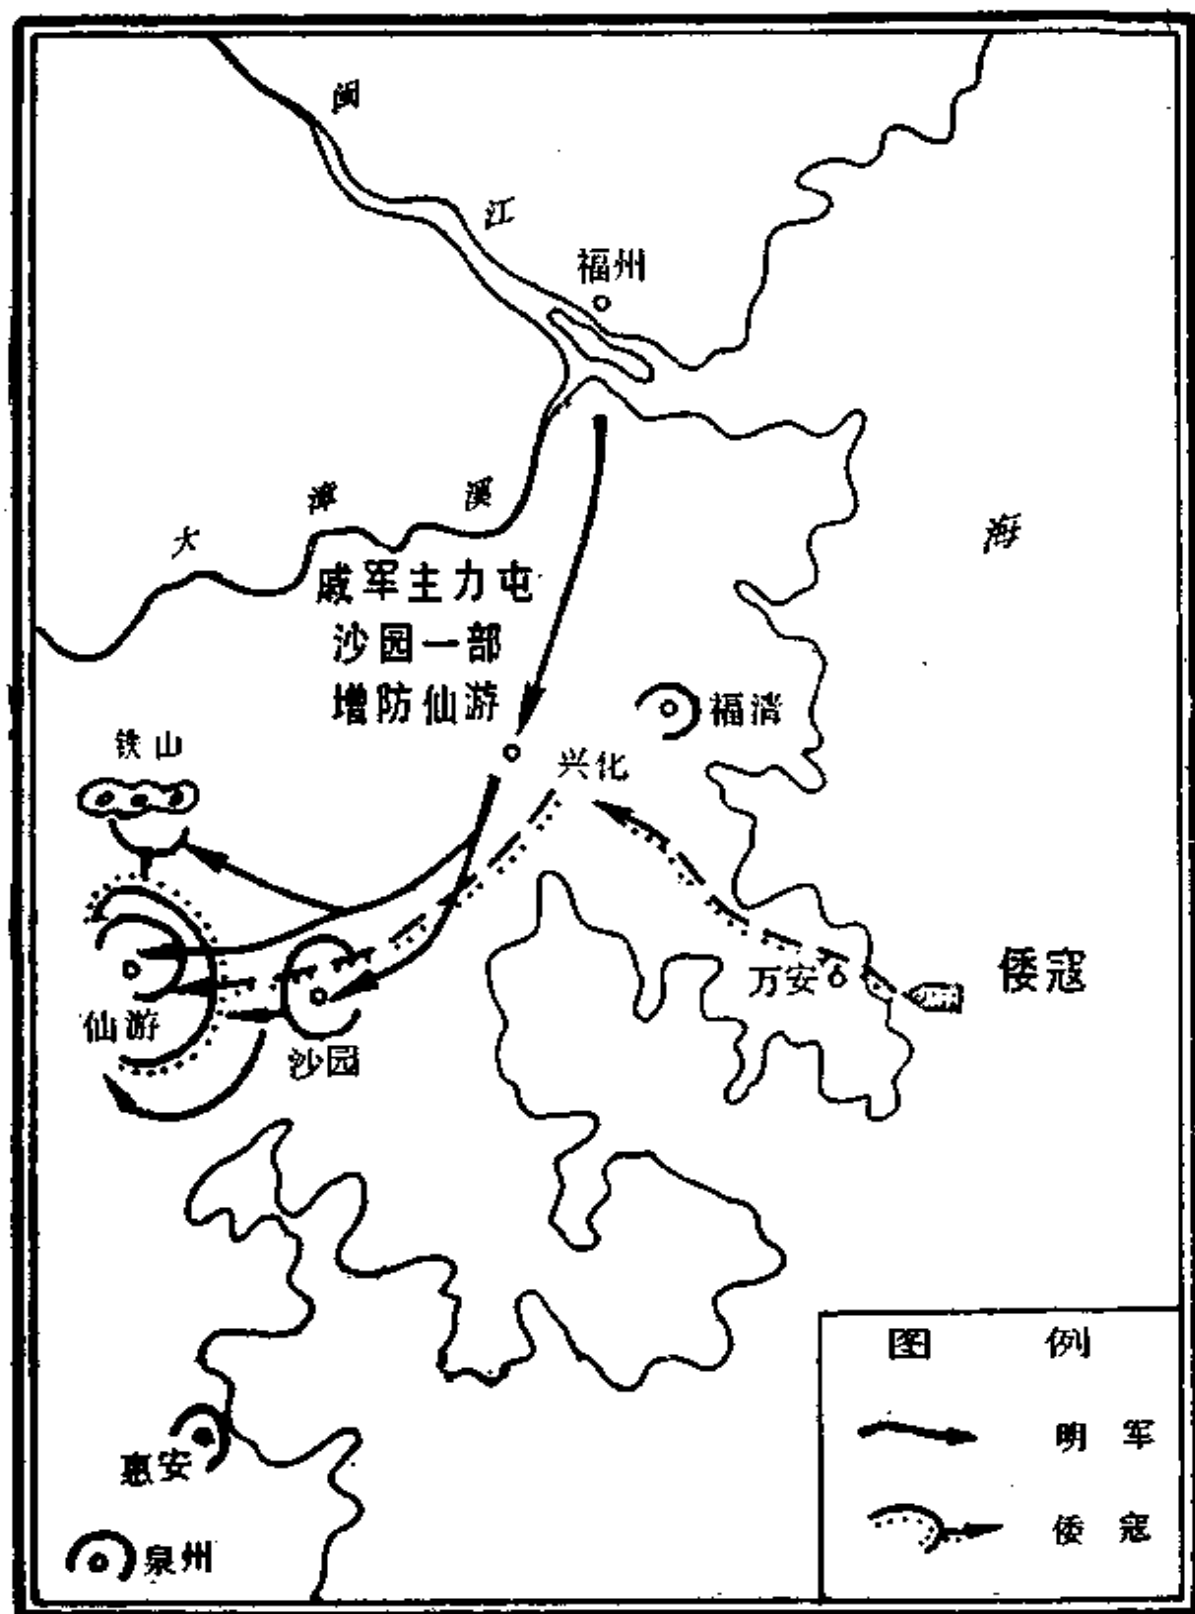 闽江
福州
海
大漳溪
戚军主力屯
沙园一部
增防仙游
福清
铁山
兴化
万安
倭寇
仙游
沙园
惠安
泉州
图例
明军
倭寇